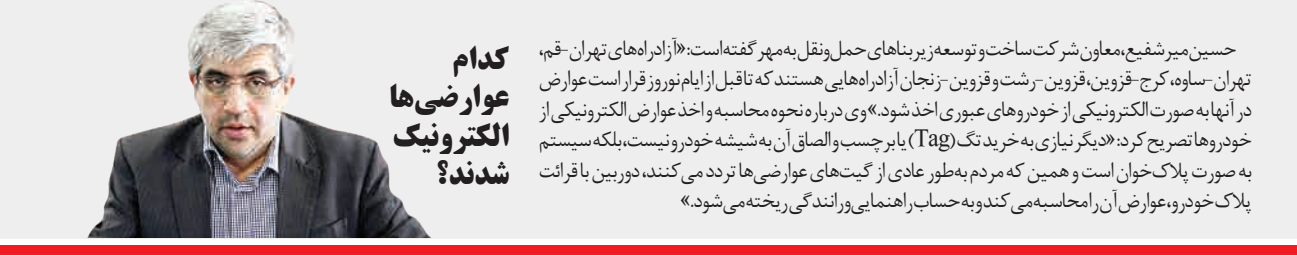 کدام
عوارضی‌ها
الکترونیک
شدند؟
حسین میرشفیع، معاون شرکت ساخت و توسعه زیربناهای حمل‌ونقل به مهر گفته است: «آزادراه‌های تهران -قم،
تهران-ساوه، کرج-قزوین، قزوین-رشت و قزوین-زنجان آزادراه‌هایی هستند که تا قبل از ایام نوروز قرار است عوارض
در آنها به صورت الکترونیکی از خودروهای عبوری اخذ شود.» وی درباره نحوه محاسبه و اخذ عوارض الکترونیکی از
خودروها تصریح کرد: «دیگر نیازی به خرید تگ (Tag) یا برچسب و الصاق آن به شیشه خودرو نیست، بلکه سیستم
به صورت پلاک‌خوان است و همین که مردم به‌طور عادی از گیت‌های عوارضی‌ها تردد می‌کنند، دوربین با قرائت
پلاک خودرو، عوارض آن را محاسبه می‌کند و به حساب راهنمایی ورانندگی ریخته می‌شود.»